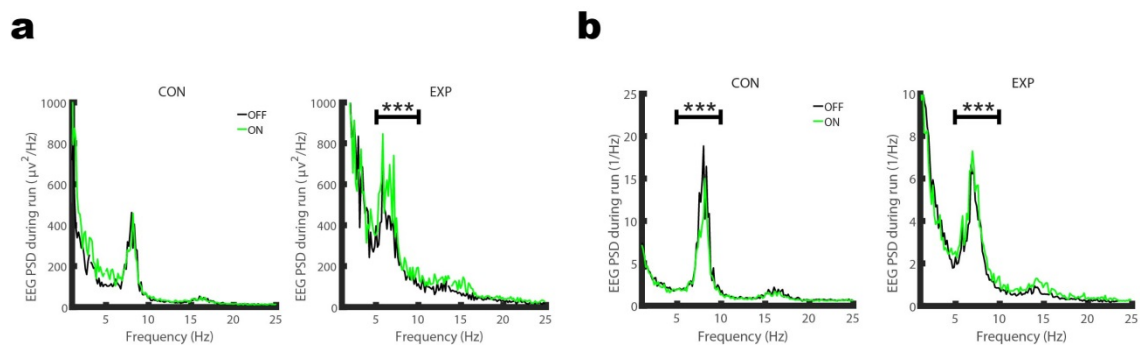 a
CON
EEG PSD during run (μv²/Hz)
1000
800
600
400
200
0
5
10
15
20
25
Frequency (Hz)
OFF
ON
EXP
***
EEG PSD during run (μv²/Hz)
1000
800
600
400
200
0
5
10
15
20
25
Frequency (Hz)
b
CON
***
EEG PSD during run (1/Hz)
25
20
15
10
5
0
5
10
15
20
25
Frequency (Hz)
OFF
ON
EXP
***
EEG PSD during run (1/Hz)
10
8
6
4
2
0
5
10
15
20
25
Frequency (Hz)